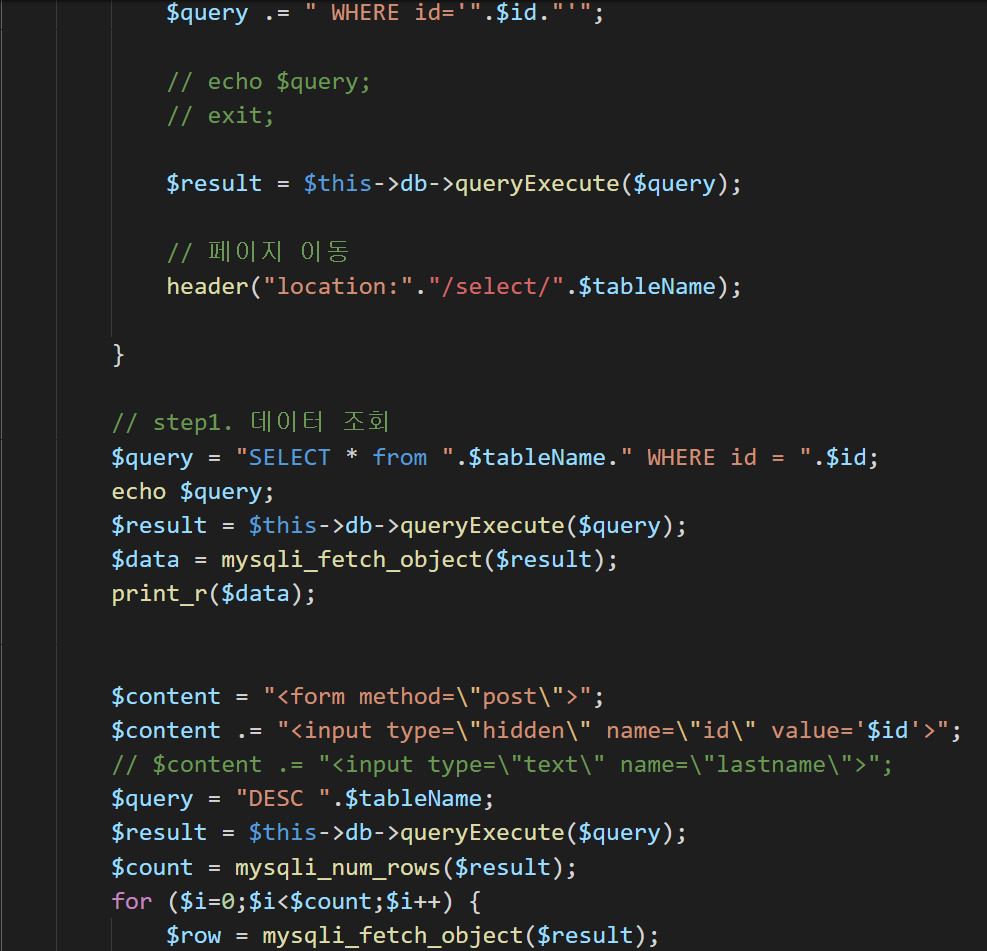 $query .= " WHERE id='".$id."'";
// echo $query;
// exit;
$result = $this->db->queryExecute($query);
// 페이지 이동
header("location:"."/select/".$tableName);
}
// step1. 데이터 조회
$query = "SELECT * from ".$tableName." WHERE id = ".$id;
echo $query;
$result = $this->db->queryExecute($query);
$data = mysqli_fetch_object($result);
print_r($data);
$content = "<form method=\"post\">";
$content .= "<input type=\"hidden\" name=\"id\" value='$id'>";
// $content .= "<input type=\"text\" name=\"lastname\">";
$query = "DESC ".$tableName;
$result = $this->db->queryExecute($query);
$count = mysqli_num_rows($result);
for ($i=0;$i<$count;$i++) {
$row = mysqli_fetch_object($result);